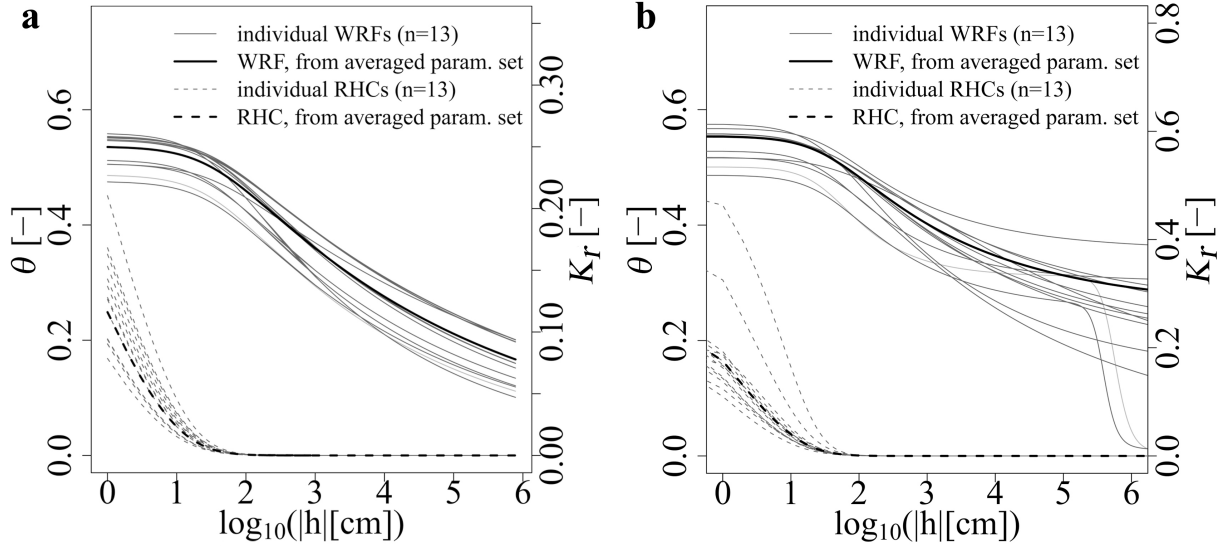 a
individual WRFs (n=13)
WRF, from averaged param. set
individual RHCs (n=13)
RHC, from averaged param. set
0.0 0.2 0.4 0.6
θ [−]
0.00 0.10 0.20 0.30
Kr [−]
0 1 2 3 4 5 6
log10(|h|[cm])
b
individual WRFs (n=13)
WRF, from averaged param. set
individual RHCs (n=13)
RHC, from averaged param. set
0.0 0.2 0.4 0.6
θ [−]
0.0 0.2 0.4 0.6 0.8
Kr [−]
0 1 2 3 4 5 6
log10(|h|[cm])